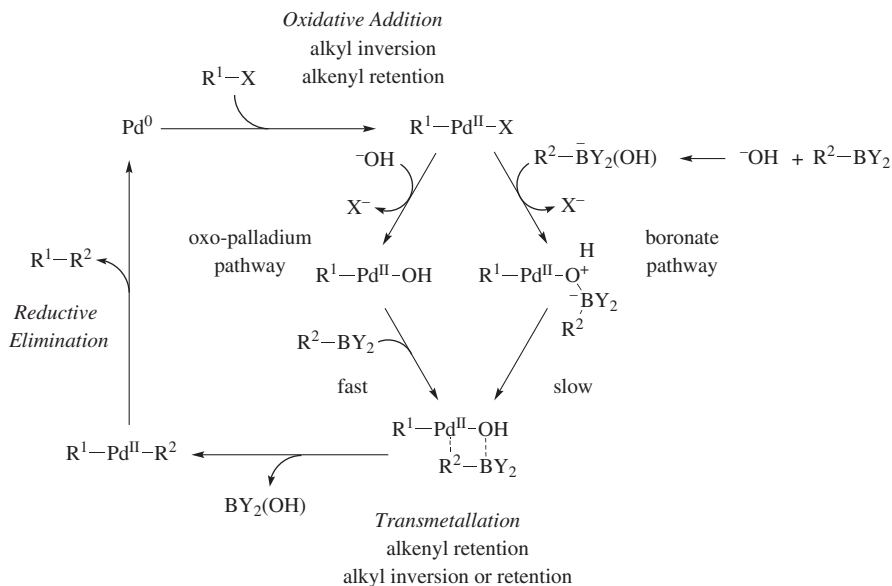 Oxidative Addition
alkyl inversion
alkenyl retention
R¹—X
Pd⁰
R¹—Pdᴵᴵ—X
⁻OH
X⁻
R²—B̄Y₂(OH)
⁻OH + R²—BY₂
X⁻
oxo-palladium
pathway
R¹—Pdᴵᴵ—OH
H
R¹—Pdᴵᴵ—O⁺
⁻BY₂
R²
boronate
pathway
R¹—R²
Reductive
Elimination
R²—BY₂
fast
slow
R¹—Pdᴵᴵ—OH
R²—BY₂
R¹—Pdᴵᴵ—R²
BY₂(OH)
Transmetallation
alkenyl retention
alkyl inversion or retention